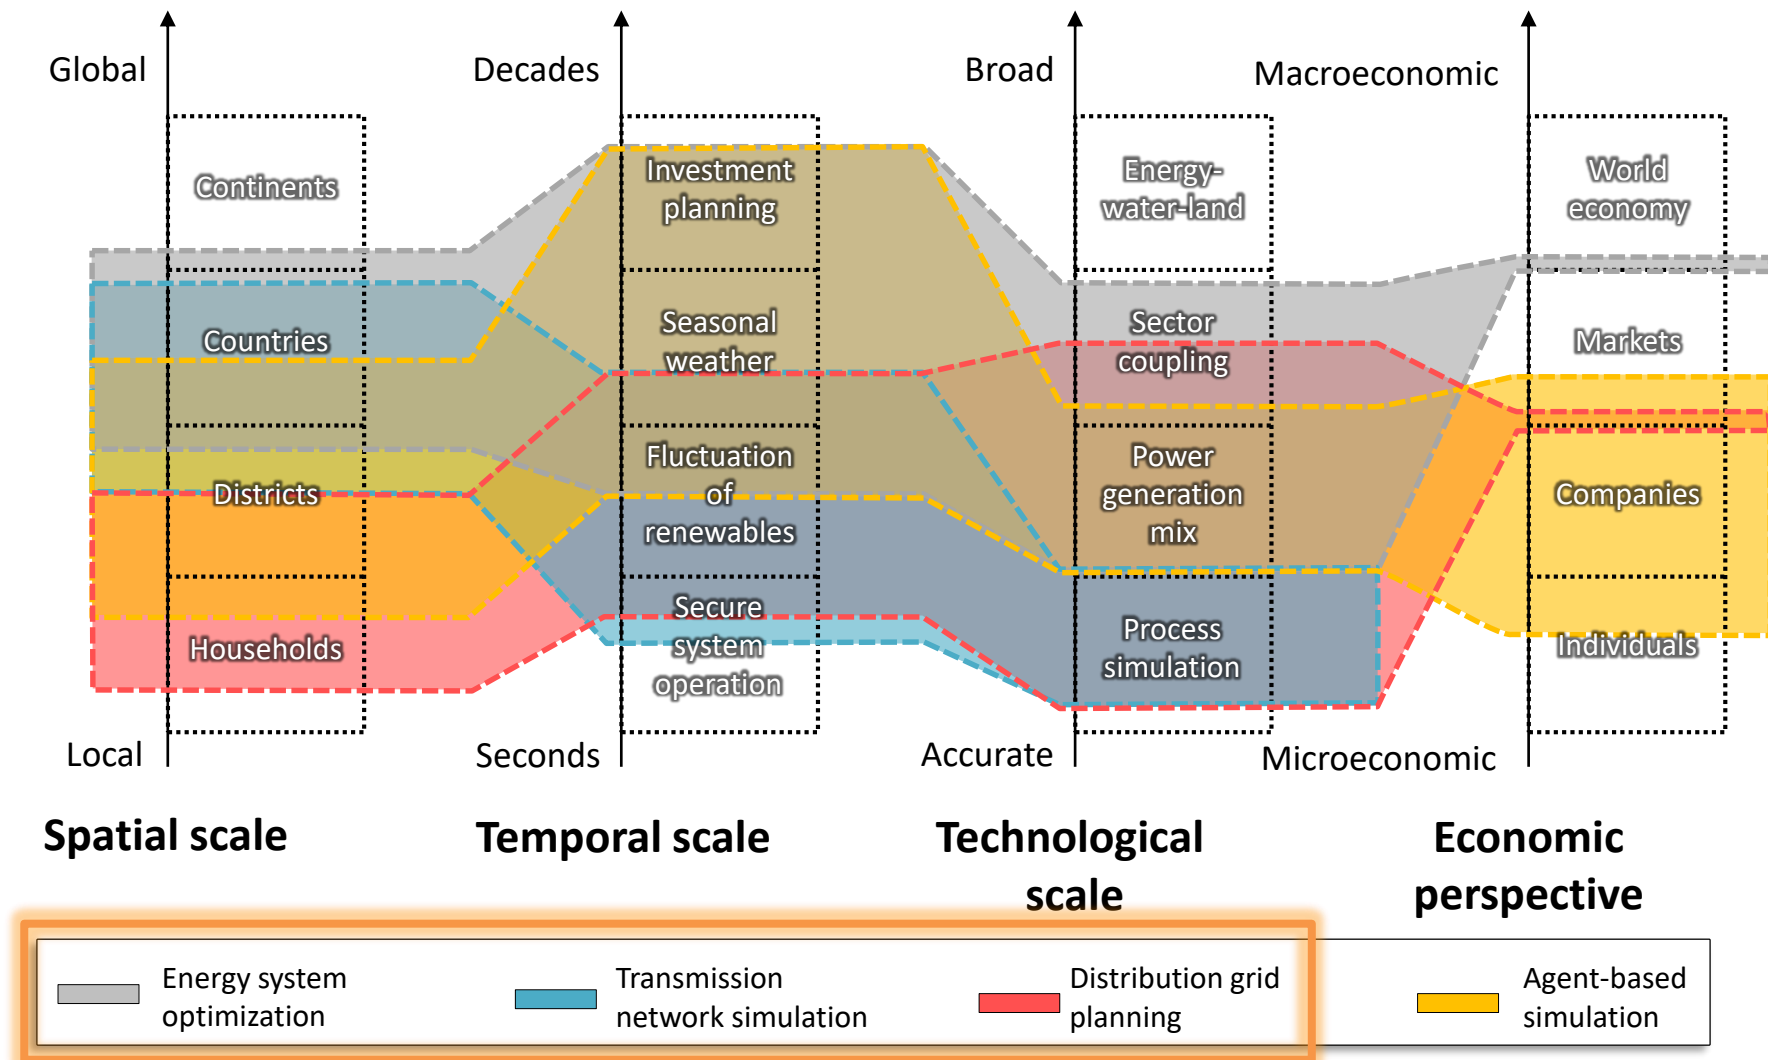 Global
Decades
Broad
Macroeconomic
Continents
Investment
planning
Energy-
water-land
World
economy
Countries
Seasonal
weather
Sector
coupling
Markets
Districts
Fluctuation
of
renewables
Power
generation
mix
Companies
Households
Secure
system
operation
Process
simulation
Individuals
Local
Seconds
Accurate
Microeconomic
Spatial scale
Temporal scale
Technological
scale
Economic
perspective
Energy system
optimization
Transmission
network simulation
Distribution grid
planning
Agent-based
simulation